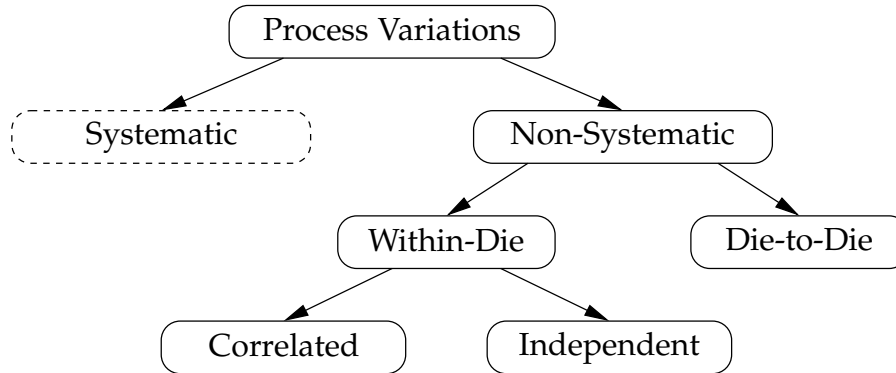 Process Variations
Systematic
Non-Systematic
Within-Die
Die-to-Die
Correlated
Independent